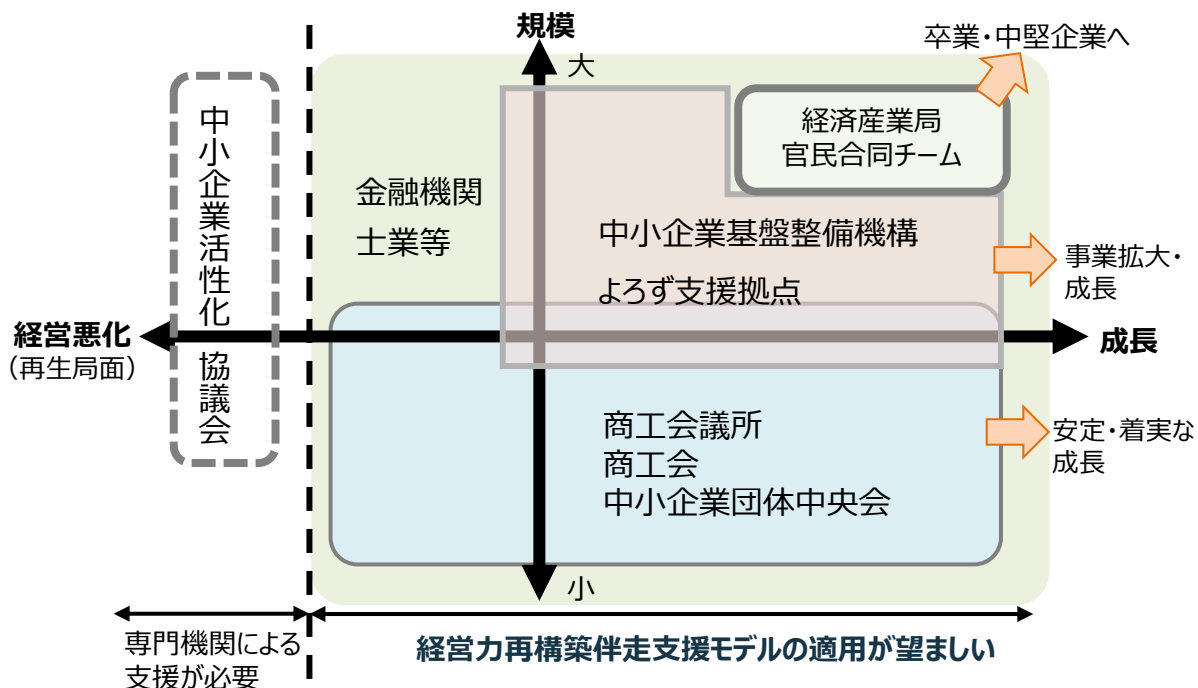 規模
大
卒業・中堅企業へ
経済産業局
官民合同チーム
中小企業活性化 協議会
金融機関
士業等
中小企業基盤整備機構
よろず支援拠点
事業拡大・
成長
経営悪化
（再生局面）
成長
商工会議所
商工会
中小企業団体中央会
安定・着実な
成長
小
専門機関による
支援が必要
経営力再構築伴走支援モデルの適用が望ましい